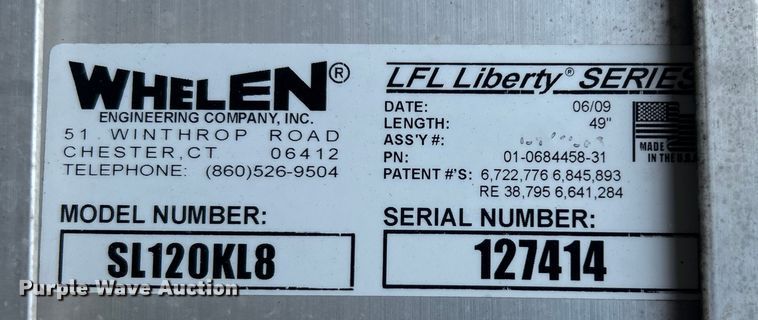 WHELEN®
ENGINEERING COMPANY, INC.
51 WINTHROP ROAD
CHESTER, CT 06412
TELEPHONE: (860)526-9504
MODEL NUMBER:
SL120KL8
LFL Liberty® SERIES
DATE: 06/09
LENGTH: 49"
ASS'Y #:
PN: 01-0684458-31
PATENT #'S: 6,722,776 6,845,893
RE 38,795 6,641,284
MADE
IN THE U.S.A.
SERIAL NUMBER:
127414
Purple Wave Auction